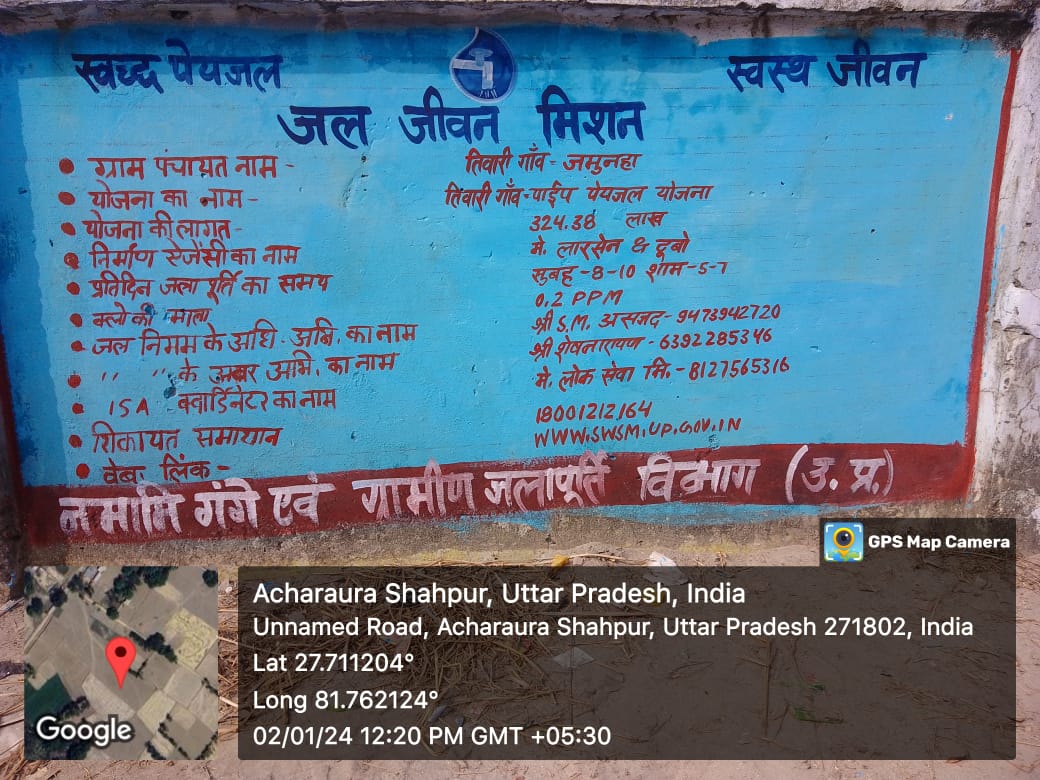 स्वच्छ पेयजल
स्वस्थ जीवन
जल जीवन मिशन
• ग्राम पंचायत नाम - तिवारी गाँव - जमुनहा
• योजना का नाम - तिवारी गाँव-पाईप पेयजल योजना
• योजना की लागत- 324.38 लाख
• निर्माण ऐजेंसी का नाम मे. लारसेन & टूबो
• प्रतिदिन जला पूर्ति का समय सुबह-8-10 शाम-5-7
• क्लो की मात्रा 0.2 PPM
• जल निगम के अधि. अभि. का नाम श्री S.M. असजद-9473942720
• " " के अवर अभि. का नाम श्री शेषनारायण - 6392285346
• ISA क्वार्डिनेटर का नाम मे. लोक सेवा मि.-8127565316
• शिकायत समाधान 18001212164
• वेब लिंक - WWW.SWSM.UP.GOV.IN
नमामि गंगे एवं ग्रामीण जलापूर्ति विभाग (उ. प्र.)
GPS Map Camera
Acharaura Shahpur, Uttar Pradesh, India
Unnamed Road, Acharaura Shahpur, Uttar Pradesh 271802, India
Lat 27.711204°
Long 81.762124°
02/01/24 12:20 PM GMT +05:30
Google